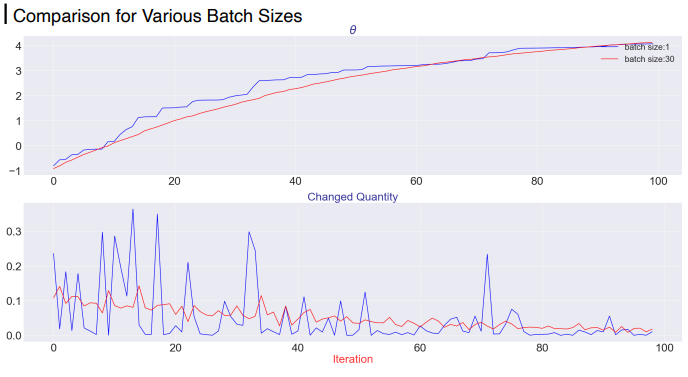 Comparison for Various Batch Sizes
θ
4
3
2
1
0
−1
batch size:1
batch size:30
0 20 40 60 80 100
Changed Quantity
0.3
0.2
0.1
0.0
0 20 40 60 80 100
Iteration